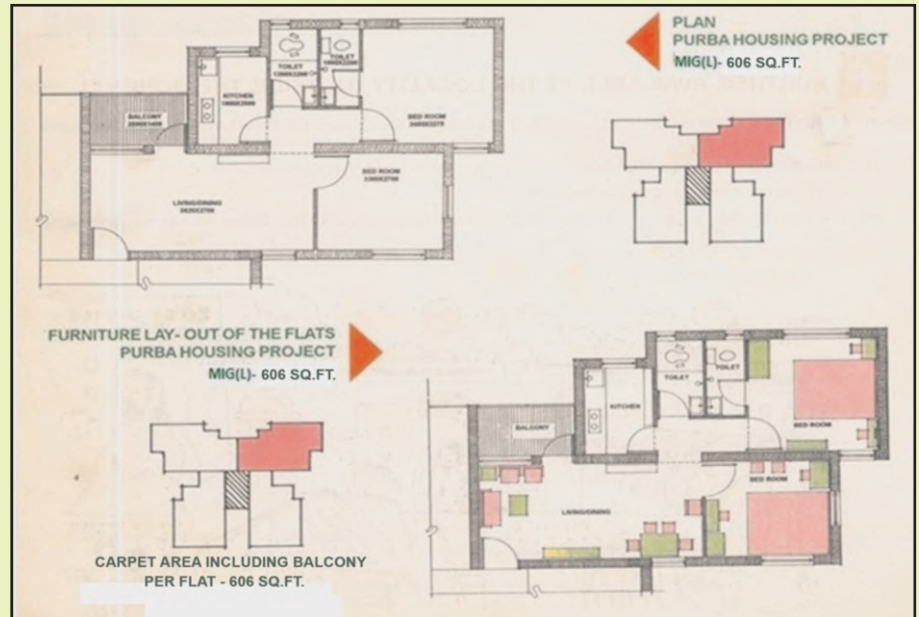 PLAN
PURBA HOUSING PROJECT
MIG(L)- 606 SQ.FT.
TOILET
TOILET
KITCHEN
BALCONY
BED ROOM
BED ROOM
LIVING/DINING
FURNITURE LAY- OUT OF THE FLATS
PURBA HOUSING PROJECT
MIG(L)- 606 SQ.FT.
TOILET
TOILET
KITCHEN
BALCONY
BED ROOM
BED ROOM
LIVING/DINING
CARPET AREA INCLUDING BALCONY
PER FLAT - 606 SQ.FT.